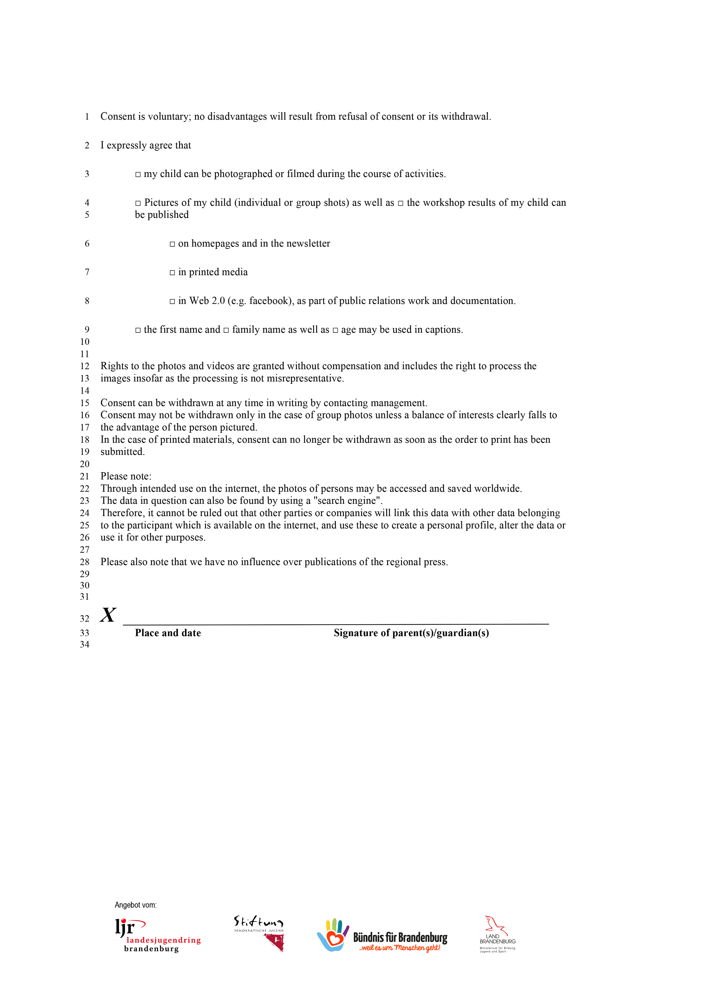 1 Consent is voluntary; no disadvantages will result from refusal of consent or its withdrawal.
2 I expressly agree that
3 □ my child can be photographed or filmed during the course of activities.
4 □ Pictures of my child (individual or group shots) as well as □ the workshop results of my child can
5 be published
6 □ on homepages and in the newsletter
7 □ in printed media
8 □ in Web 2.0 (e.g. facebook), as part of public relations work and documentation.
9 □ the first name and □ family name as well as □ age may be used in captions.
10
11
12 Rights to the photos and videos are granted without compensation and includes the right to process the
13 images insofar as the processing is not misrepresentative.
14
15 Consent can be withdrawn at any time in writing by contacting management.
16 Consent may not be withdrawn only in the case of group photos unless a balance of interests clearly falls to
17 the advantage of the person pictured.
18 In the case of printed materials, consent can no longer be withdrawn as soon as the order to print has been
19 submitted.
20
21 Please note:
22 Through intended use on the internet, the photos of persons may be accessed and saved worldwide.
23 The data in question can also be found by using a "search engine".
24 Therefore, it cannot be ruled out that other parties or companies will link this data with other data belonging
25 to the participant which is available on the internet, and use these to create a personal profile, alter the data or
26 use it for other purposes.
27
28 Please also note that we have no influence over publications of the regional press.
29
30
31
32 X
33 Place and date Signature of parent(s)/guardian(s)
34
Angebot vom:
ljr
landesjugendring
brandenburg
Stiftung
DEMOKRATISCHE JUGEND
Bündnis für Brandenburg
...weil es um Menschen geht!
LAND
BRANDENBURG
Ministerium für Bildung,
Jugend und Sport